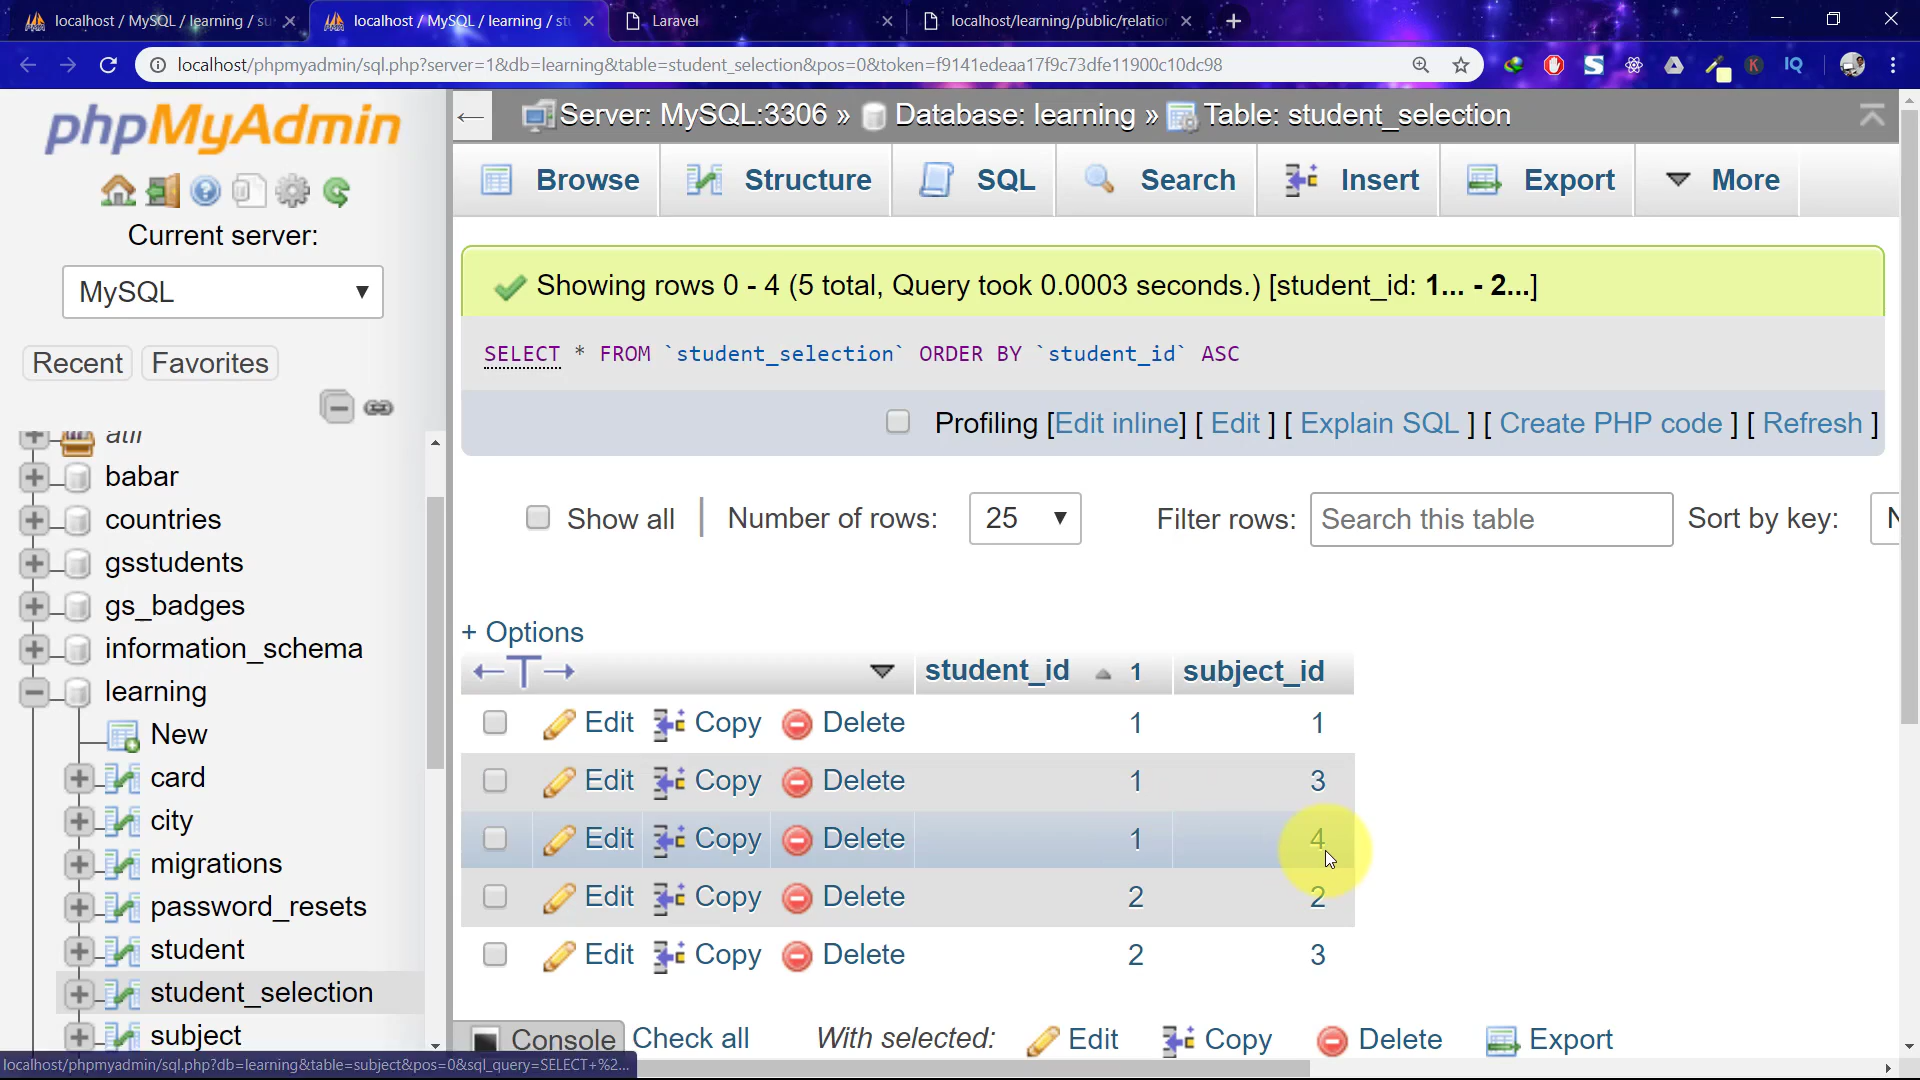 localhost / MySQL / learning / su
localhost / MySQL / learning / st
Laravel
localhost/learning/public/relation
localhost/phpmyadmin/sql.php?server=1&db=learning&table=student_selection&pos=0&token=f9141edeaa17f9c73dfe11900c10dc98
IQ
phpMyAdmin
Current server:
MySQL
Recent
Favorites
atif
babar
countries
gsstudents
gs_badges
information_schema
learning
New
card
city
migrations
password_resets
student
student_selection
subject
Server: MySQL:3306 » Database: learning » Table: student_selection
Browse Structure SQL Search Insert Export More
Showing rows 0 - 4 (5 total, Query took 0.0003 seconds.) [student_id: 1... - 2...]
SELECT * FROM `student_selection` ORDER BY `student_id` ASC
Profiling [Edit inline] [ Edit ] [ Explain SQL ] [ Create PHP code ] [ Refresh ]
Show all Number of rows: 25 Filter rows: Search this table Sort by key: N
+ Options
←T→ student_id 1 subject_id
Edit Copy Delete 1 1
Edit Copy Delete 1 3
Edit Copy Delete 1 4
Edit Copy Delete 2 2
Edit Copy Delete 2 3
Console Check all With selected: Edit Copy Delete Export
localhost/phpmyadmin/sql.php?db=learning&table=subject&pos=0&sql_query=SELECT+%2...